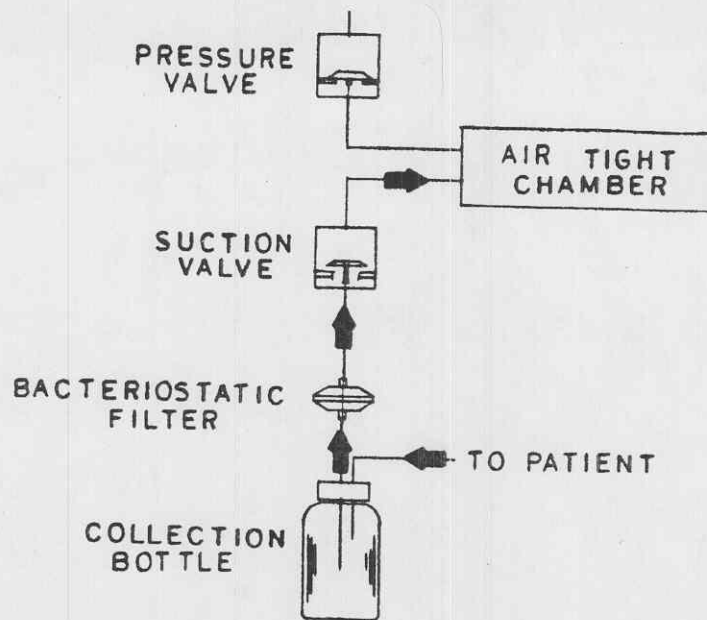 PRESSURE
VALVE
AIR TIGHT
CHAMBER
SUCTION
VALVE
BACTERIOSTATIC
FILTER
TO PATIENT
COLLECTION
BOTTLE